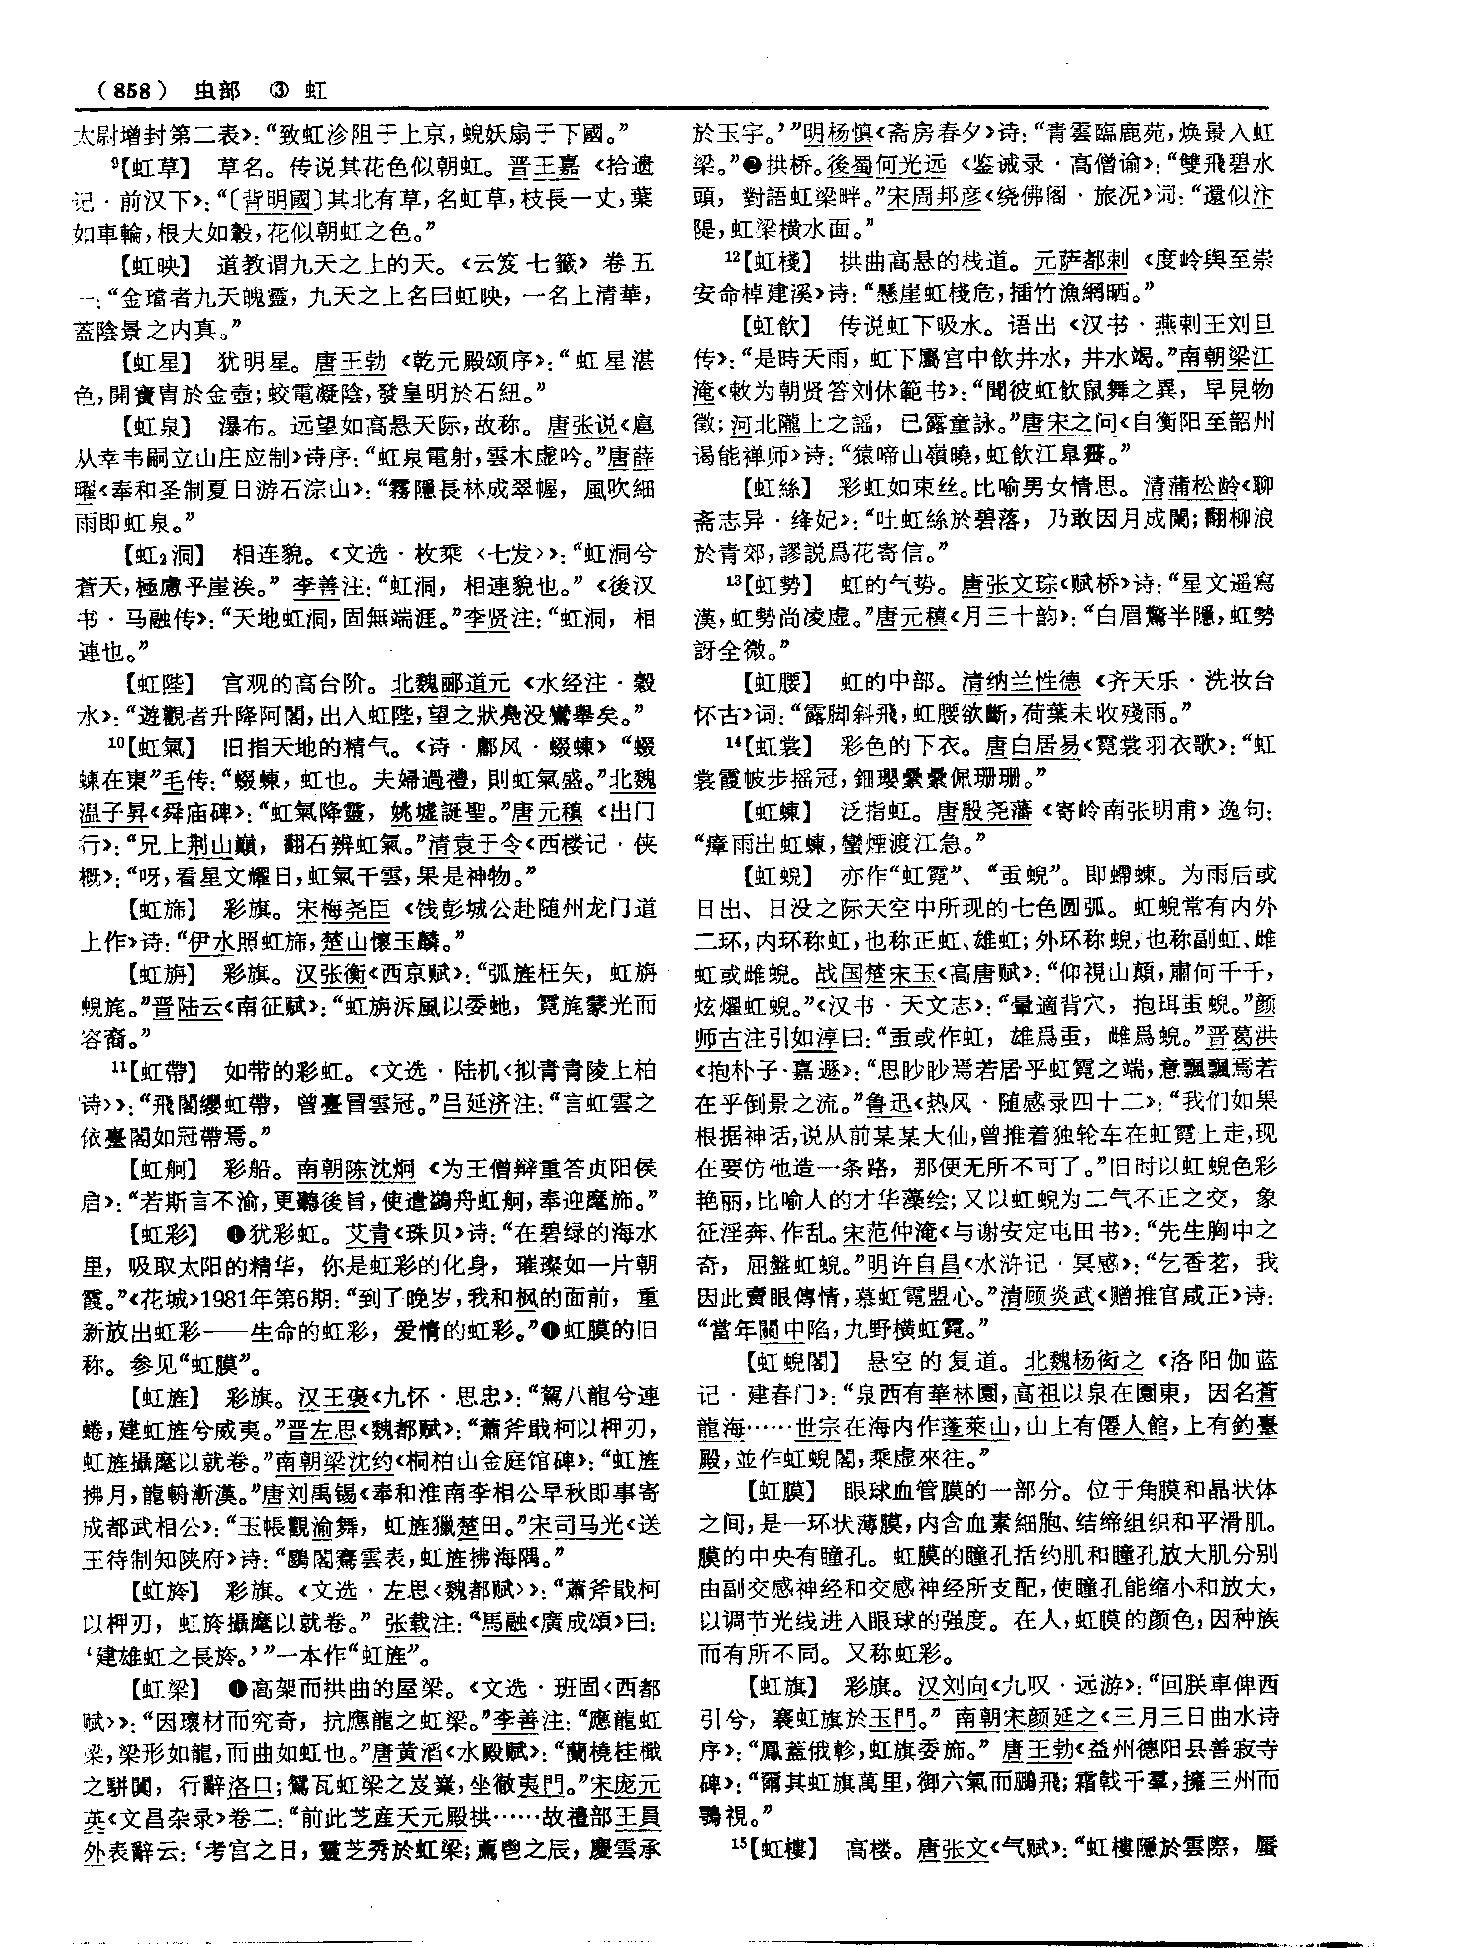 (858) 虫部 ③ 虹
太尉增封第二表》：“致虹沴阻于上京，蜺妖扇于下國。”
⁹【虹草】 草名。传说其花色似朝虹。晋王嘉《拾遗
记·前汉下》：“〔背明國〕其北有草，名虹草，枝長一丈，葉
如車輪，根大如轂，花似朝虹之色。”
【虹映】 道教谓九天之上的天。《云笈七籤》卷五
一：“金璫者九天魄靈，九天之上名曰虹映，一名上清華，
蓋陰景之内真。”
【虹星】 犹明星。唐王勃《乾元殿颂序》：“虹星湛
色，開寶胄於金壺；蛟電凝陰，發皇明於石紐。”
【虹泉】 瀑布。远望如高悬天际，故称。唐张说《扈
从幸韦嗣立山庄应制》诗序：“虹泉電射，雲木虚吟。”唐薛
曜《奉和圣制夏日游石淙山》：“霧隱長林成翠幄，風吹細
雨即虹泉。”
【虹₂洞】 相连貌。《文选·枚乘〈七发〉》：“虹洞兮
蒼天，極慮乎崖涘。”李善注：“虹洞，相連貌也。”《後汉
书·马融传》：“天地虹洞，固無端涯。”李贤注：“虹洞，相
連也。”
【虹陛】 宫观的高台阶。北魏郦道元《水经注·穀
水》：“遊觀者升降阿閣，出入虹陛，望之狀鳧没鸞舉矣。”
¹⁰【虹氣】 旧指天地的精气。《诗·鄘风·蝃蝀》“蝃
蝀在東”毛传：“蝃蝀，虹也。夫婦過禮，則虹氣盛。”北魏
温子昇《舜庙碑》：“虹氣降靈，姚墟誕聖。”唐元稹《出门
行》：“兄上荆山巔，翻石辨虹氣。”清袁于令《西楼记·侠
概》：“呀，看星文耀日，虹氣干雲，果是神物。”
【虹斾】 彩旗。宋梅尧臣《饯彭城公赴随州龙门道
上作》诗：“伊水照虹斾，楚山懷玉麟。”
【虹旃】 彩旗。汉张衡《西京赋》：“弧旌枉矢，虹旃
蜺旄。”晋陆云《南征赋》：“虹旃泝風以委虵，霓旄蒙光而
容裔。”
¹¹【虹帶】 如带的彩虹。《文选·陆机〈拟青青陵上柏
诗〉》：“飛閣纓虹帶，曾臺冒雲冠。”吕延济注：“言虹雲之
依臺閣如冠帶焉。”
【虹舸】 彩船。南朝陈沈炯《为王僧辩重答贞阳侯
启》：“若斯言不渝，更聽後旨，使遣鷁舟虹舸，奉迎麾斾。”
【虹彩】 ❶犹彩虹。艾青《珠贝》诗：“在碧绿的海水
里，吸取太阳的精华，你是虹彩的化身，璀璨如一片朝
霞。”《花城》1981年第6期：“到了晚岁，我和枫的面前，重
新放出虹彩——生命的虹彩，爱情的虹彩。”❶虹膜的旧
称。参见“虹膜”。
【虹旌】 彩旗。汉王褒《九怀·思忠》：“駕八龍兮連
蜷，建虹旌兮威夷。”晋左思《魏都赋》：“蕭斧戢柯以柙刃，
虹旌攝麾以就卷。”南朝梁沈约《桐柏山金庭馆碑》：“虹旌
拂月，龍輈漸漢。”唐刘禹锡《奉和淮南李相公早秋即事寄
成都武相公》：“玉帳觀渝舞，虹旌獵楚田。”宋司马光《送
王待制知陕府》诗：“鷗閣騫雲表，虹旌拂海隅。”
【虹旍】 彩旗。《文选·左思〈魏都赋〉》：“蕭斧戢柯
以柙刃，虹旍攝麾以就卷。”张载注：“馬融《廣成頌》曰：
‘建雄虹之長旍。’”一本作“虹旌”。
【虹梁】 ❶高架而拱曲的屋梁。《文选·班固〈西都
赋〉》：“因瓌材而究奇，抗應龍之虹梁。”李善注：“應龍虹
梁，梁形如龍，而曲如虹也。”唐黄滔《水殿赋》：“蘭橈桂檝
之駢闐，行辭洛口；鴛瓦虹梁之岌嶪，坐徹夷門。”宋庞元
英《文昌杂录》卷二：“前此芝産天元殿拱……故禮部王員
外表辭云：‘考宫之日，靈芝秀於虹梁；薦鬯之辰，慶雲承
於玉宇。’”明杨慎《斋房春夕》诗：“青雲臨鹿苑，焕景入虹
梁。”❷拱桥。後蜀何光远《鉴诫录·高僧谕》：“雙飛碧水
頭，對語虹梁畔。”宋周邦彦《绕佛阁·旅况》词：“還似汴
隄，虹梁横水面。”
¹²【虹棧】 拱曲高悬的栈道。元萨都剌《度岭舆至崇
安命棹建溪》诗：“懸崖虹棧危，插竹漁網晒。”
【虹飲】 传说虹下吸水。语出《汉书·燕剌王刘旦
传》：“是時天雨，虹下屬宫中飲井水，井水竭。”南朝梁江
淹《敕为朝贤答刘休範书》：“聞彼虹飲鼠舞之異，早見物
徵；河北隴上之謡，已露童詠。”唐宋之问《自衡阳至韶州
谒能禅师》诗：“猿啼山嶺曉，虹飲江臯霽。”
【虹絲】 彩虹如束丝。比喻男女情思。清蒲松龄《聊
斋志异·绛妃》：“吐虹絲於碧落，乃敢因月成闌；翻柳浪
於青郊，謬説爲花寄信。”
¹³【虹勢】 虹的气势。唐张文琮《赋桥》诗：“星文遥寫
漢，虹勢尚凌虚。”唐元稹《月三十韵》：“白眉驚半隱，虹勢
訝全微。”
【虹腰】 虹的中部。清纳兰性德《齐天乐·洗妆台
怀古》词：“露脚斜飛，虹腰欲斷，荷葉未收殘雨。”
¹⁴【虹裳】 彩色的下衣。唐白居易《霓裳羽衣歌》：“虹
裳霞帔步摇冠，鈿瓔纍纍佩珊珊。”
【虹蝀】 泛指虹。唐殷尧藩《寄岭南张明甫》逸句：
“瘴雨出虹蝀，蠻煙渡江急。”
【虹蜺】 亦作“虹霓”、“䖝蜺”。即螮蝀。为雨后或
日出、日没之际天空中所现的七色圆弧。虹蜺常有内外
二环，内环称虹，也称正虹、雄虹；外环称蜺，也称副虹、雌
虹或雌蜺。战国楚宋玉《高唐赋》：“仰視山顛，肅何千千，
炫燿虹蜺。”《汉书·天文志》：“暈適背穴，抱珥䖝蜺。”颜
师古注引如淳曰：“䖝或作虹，雄爲䖝，雌爲蜺。”晋葛洪
《抱朴子·嘉遯》：“思眇眇焉若居乎虹霓之端，意飄飄焉若
在乎倒景之流。”鲁迅《热风·随感录四十二》：“我们如果
根据神话，说从前某某大仙，曾推着独轮车在虹霓上走，现
在要仿他造一条路，那便无所不可了。”旧时以虹蜺色彩
艳丽，比喻人的才华藻绘；又以虹蜺为二气不正之交，象
征淫奔、作乱。宋范仲淹《与谢安定屯田书》：“先生胸中之
奇，屈盤虹蜺。”明许自昌《水浒记·冥感》：“乞香茗，我
因此賣眼傳情，慕虹霓盟心。”清顾炎武《赠推官咸正》诗：
“當年關中陷，九野横虹霓。”
【虹蜺閣】 悬空的复道。北魏杨衒之《洛阳伽蓝
记·建春门》：“泉西有華林園，高祖以泉在園東，因名蒼
龍海……世宗在海内作蓬萊山，山上有僊人館，上有釣臺
殿，並作虹蜺閣，乘虚來往。”
【虹膜】 眼球血管膜的一部分。位于角膜和晶状体
之间，是一环状薄膜，内含血素細胞、结缔组织和平滑肌。
膜的中央有瞳孔。虹膜的瞳孔括约肌和瞳孔放大肌分别
由副交感神经和交感神经所支配，使瞳孔能缩小和放大，
以调节光线进入眼球的强度。在人，虹膜的颜色，因种族
而有所不同。又称虹彩。
【虹旗】 彩旗。汉刘向《九叹·远游》：“回朕車俾西
引兮，褰虹旗於玉門。”南朝宋颜延之《三月三日曲水诗
序》：“鳳蓋俄軫，虹旗委斾。”唐王勃《益州德阳县善寂寺
碑》：“爾其虹旗萬里，御六氣而鵬飛；霜戟千羣，擁三州而
鶚視。”
¹⁵【虹樓】 高楼。唐张文《气赋》：“虹樓隱於雲際，蜃